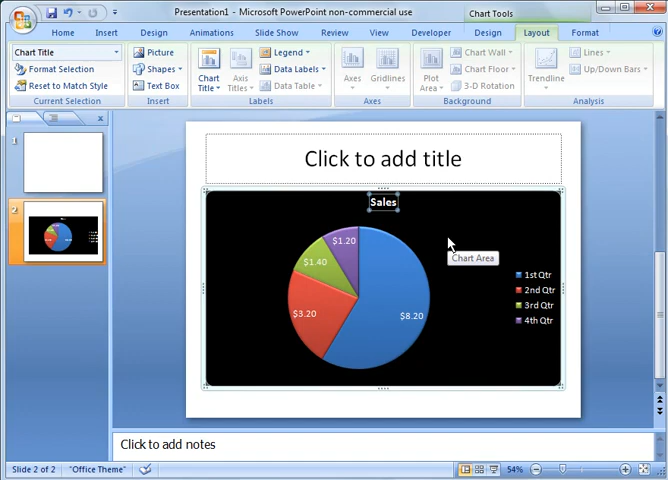 Presentation1 - Microsoft PowerPoint non-commercial use
Chart Tools
Home Insert Design Animations Slide Show Review View Developer Design Layout Format
Chart Title
Format Selection
Reset to Match Style
Current Selection
Picture
Shapes
Text Box
Insert
Chart Title
Axis Titles
Legend
Data Labels
Data Table
Labels
Axes
Gridlines
Axes
Plot Area
Chart Wall
Chart Floor
3-D Rotation
Background
Trendline
Lines
Up/Down Bars
Analysis
1
2
Click to add title
Sales
$1.20
$1.40
$3.20
$8.20
Chart Area
1st Qtr
2nd Qtr
3rd Qtr
4th Qtr
Click to add notes
Slide 2 of 2
"Office Theme"
54%